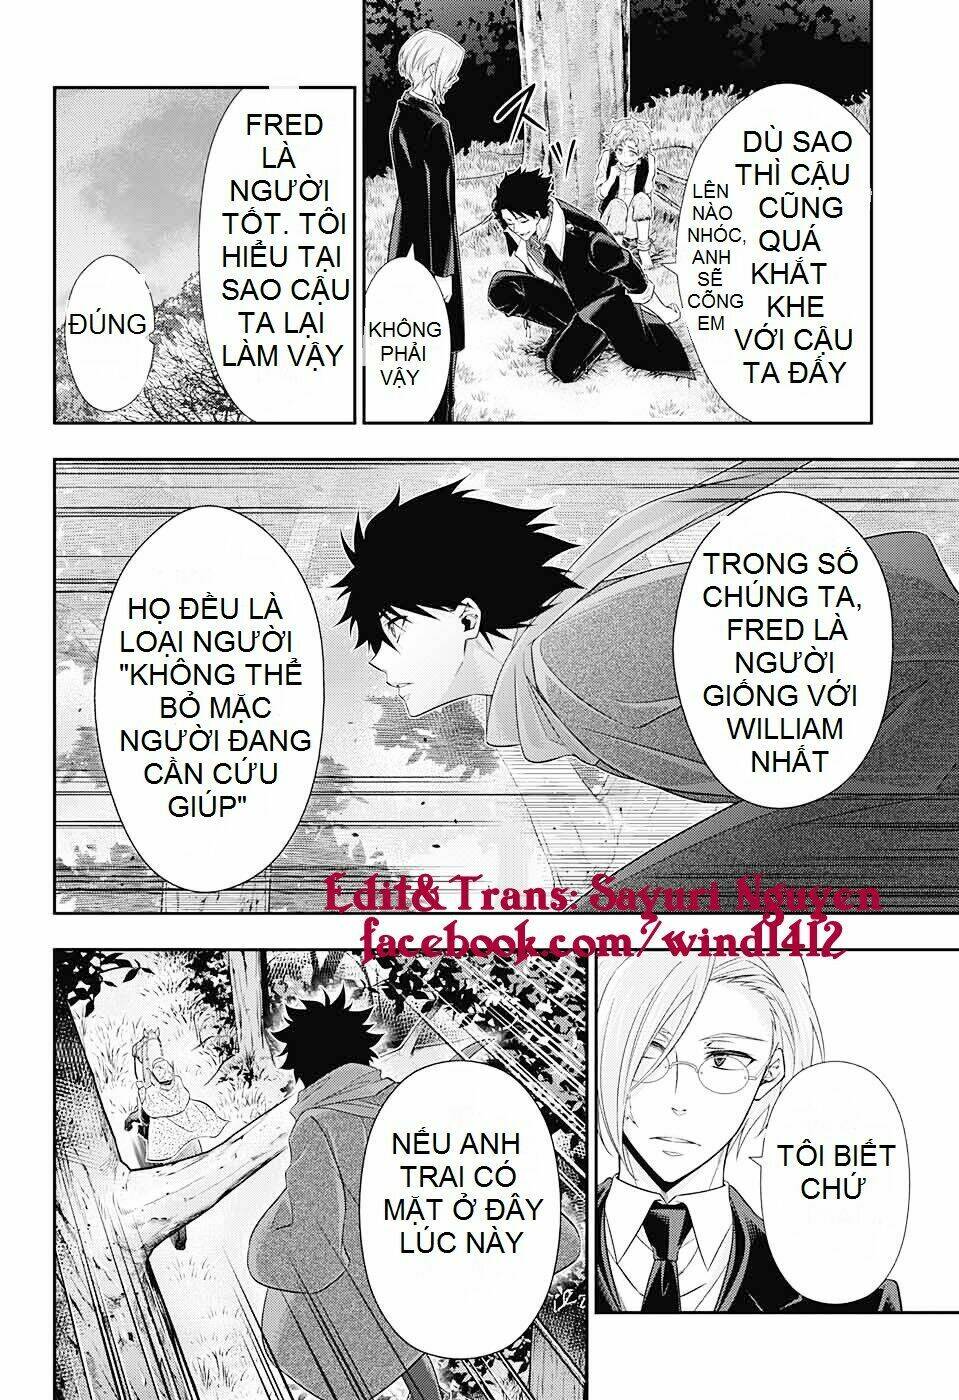 DÙ SAO
THÌ CẬU
CŨNG
QUÁ
KHẮT
KHE
VỚI CẬU
TA ĐẤY
LÊN
NÀO
NHÓC,
ANH
SẼ
CÕNG
EM
KHÔNG
PHẢI
VẬY
FRED
LÀ
NGƯỜI
TỐT. TÔI
HIỂU TẠI
SAO CẬU
TA LẠI
LÀM VẬY
ĐÚNG
TRONG SỐ
CHÚNG TA,
FRED LÀ
NGƯỜI
GIỐNG VỚI
WILLIAM
NHẤT
HỌ ĐỀU LÀ
LOẠI NGƯỜI
"KHÔNG THỂ
BỎ MẶC
NGƯỜI ĐANG
CẦN CỨU
GIÚP"
Edit& Trans: Sayuri Nguyen
facebook.com/wind1412
TÔI BIẾT
CHỨ
NẾU ANH
TRAI CÓ
MẶT Ở ĐÂY
LÚC NÀY